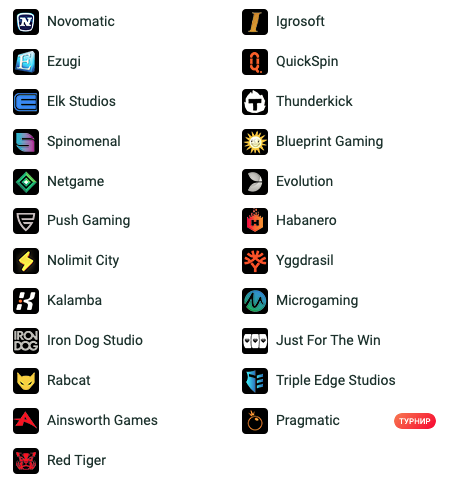 Novomatic
Igrosoft
Ezugi
QuickSpin
Elk Studios
Thunderkick
Spinomenal
Blueprint Gaming
Netgame
Evolution
Push Gaming
Habanero
Nolimit City
Yggdrasil
Kalamba
Microgaming
IRON
DOG
Iron Dog Studio
Just For The Win
Rabcat
Triple Edge Studios
Ainsworth Games
Pragmatic
ТУРНИР
Red Tiger